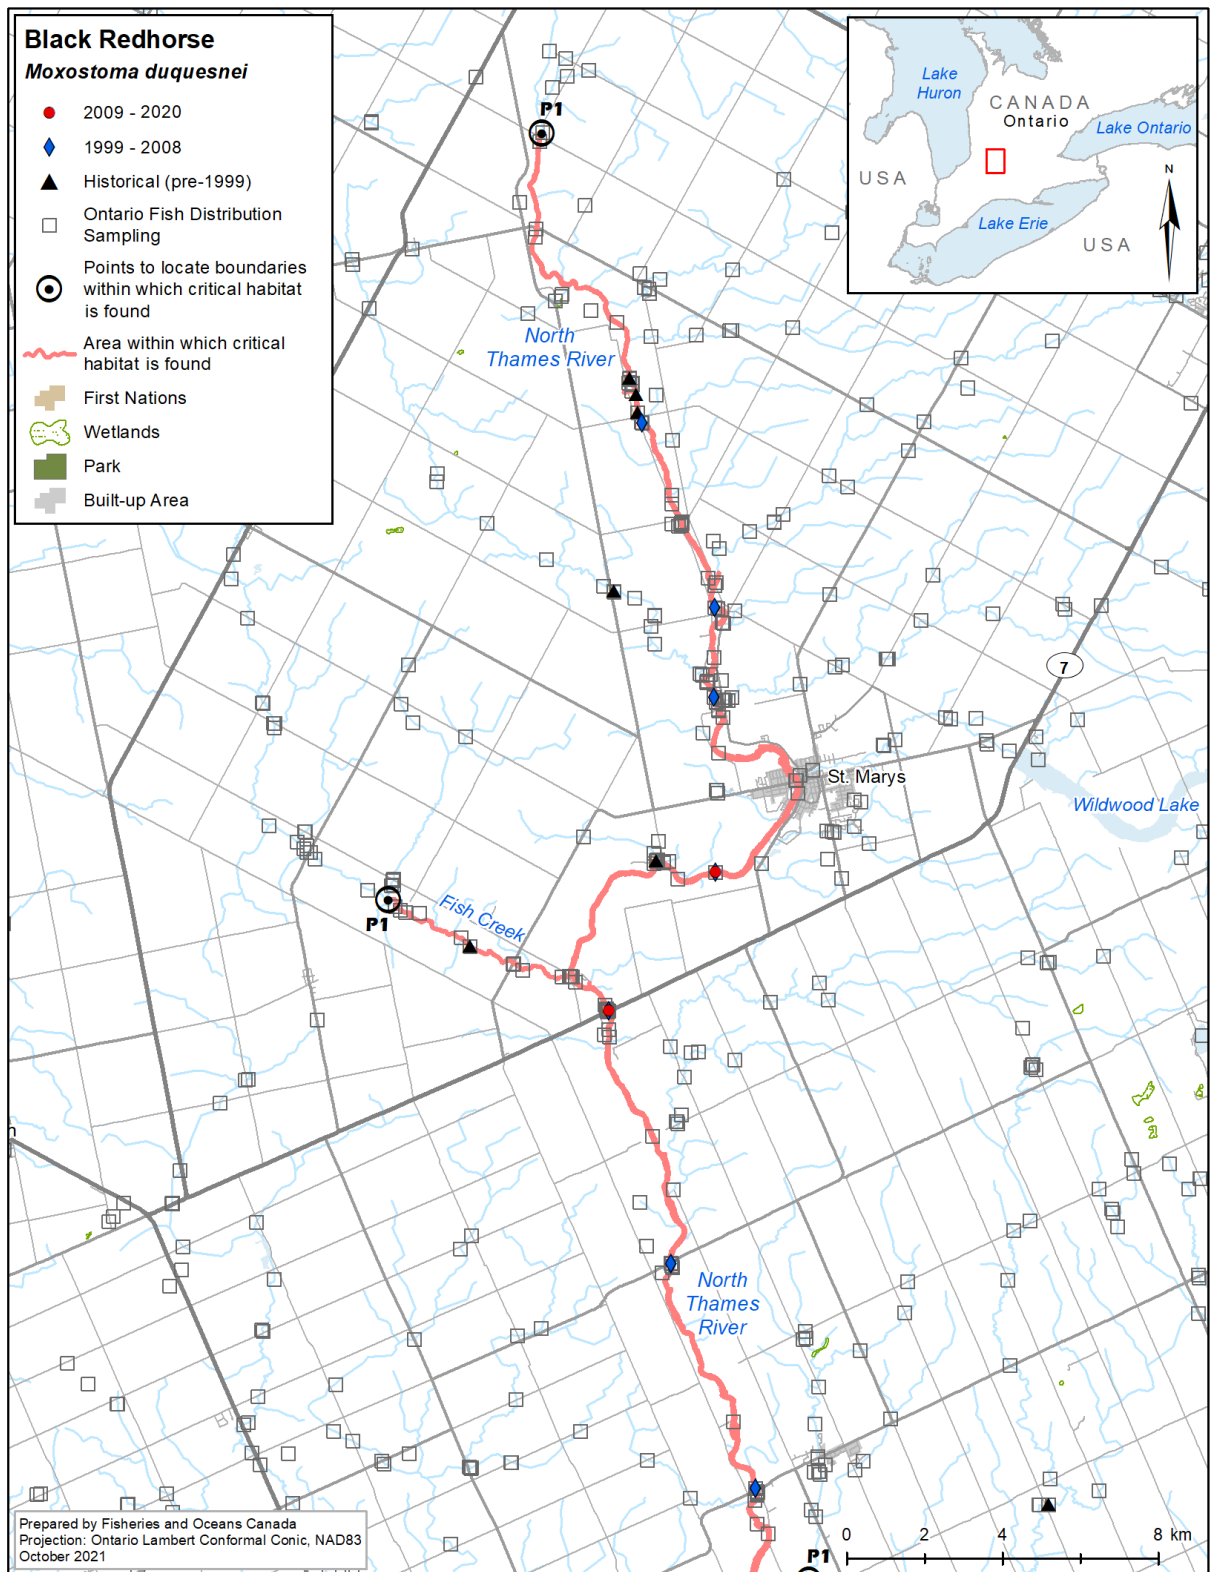 Black Redhorse
Moxostoma duquesnei
2009 - 2020
1999 - 2008
Historical (pre-1999)
Ontario Fish Distribution
Sampling
Points to locate boundaries
within which critical habitat
is found
Area within which critical
habitat is found
First Nations
Wetlands
Park
Built-up Area
Lake
Huron
CANADA
Ontario
Lake Ontario
USA
N
Lake Erie
USA
P1
North
Thames River
7
St. Marys
Wildwood Lake
Fish Creek
P1
North
Thames
River
P1
0 2 4 8 km
Prepared by Fisheries and Oceans Canada
Projection: Ontario Lambert Conformal Conic, NAD83
October 2021